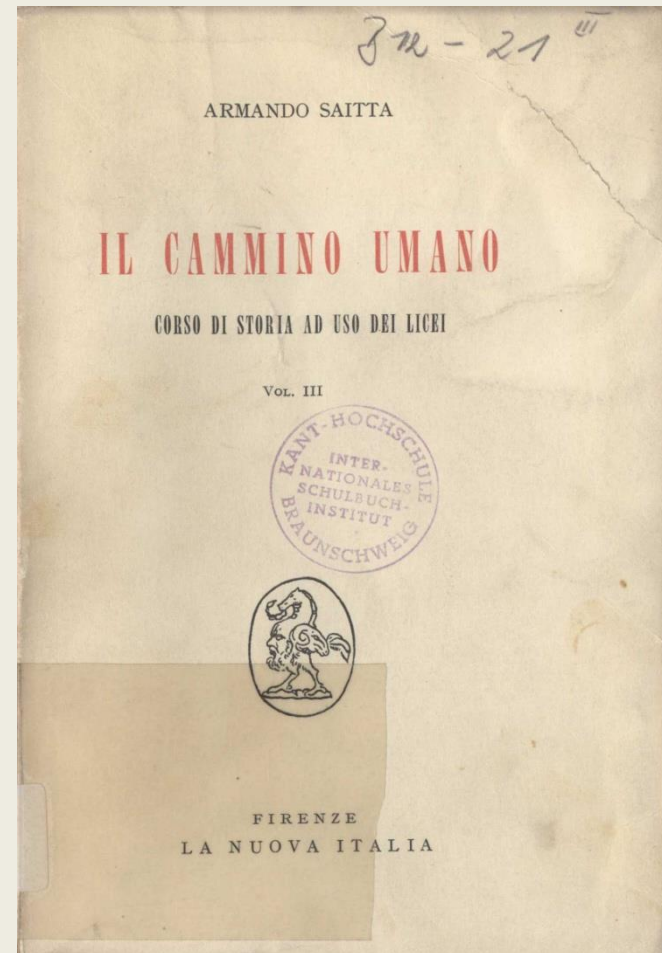 ARMANDO SAITTA
IL CAMMINO UMANO
CORSO DI STORIA AD USO DEI LICEI
VOL. III
KANT-HOCHSCHULE
INTER-
NATIONALES
SCHULBUCH-
INSTITUT
BRAUNSCHWEIG
FIRENZE
LA NUOVA ITALIA